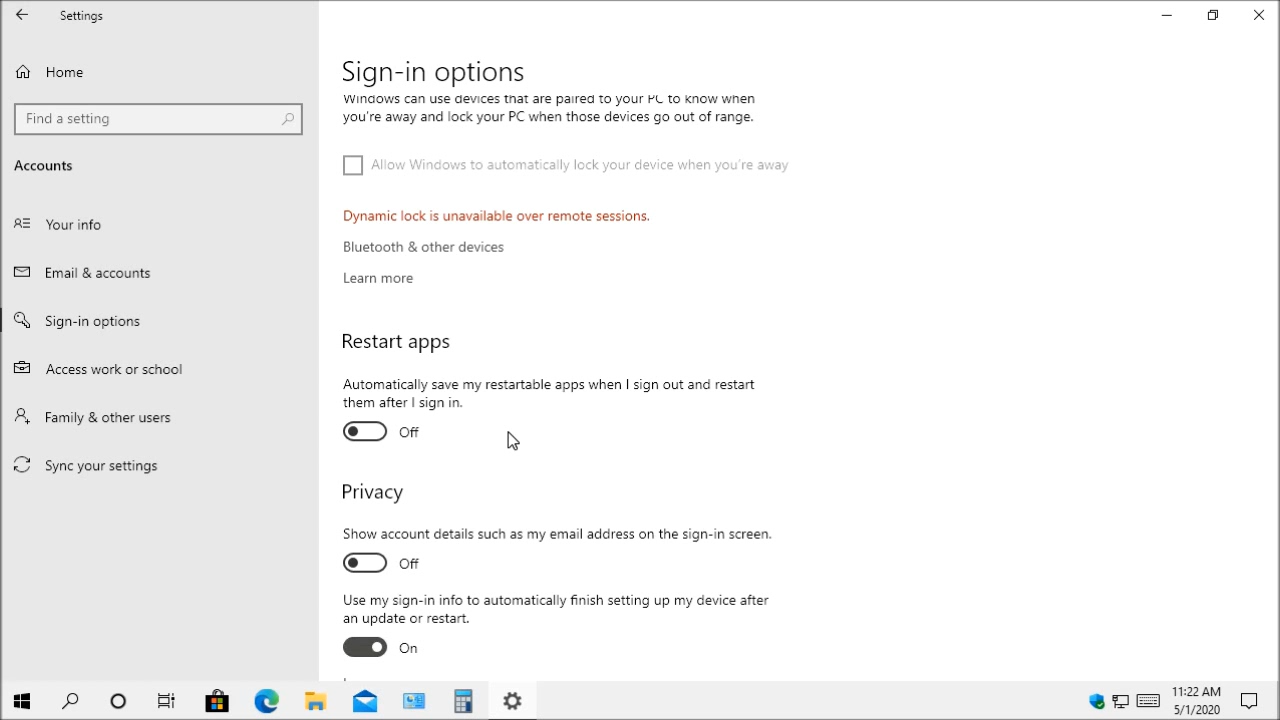 Settings
Home
Find a setting
Accounts
Your info
Email & accounts
Sign-in options
Access work or school
Family & other users
Sync your settings
Sign-in options
Windows can use devices that are paired to your PC to know when
you're away and lock your PC when those devices go out of range.
Allow Windows to automatically lock your device when you're away
Dynamic lock is unavailable over remote sessions.
Bluetooth & other devices
Learn more
Restart apps
Automatically save my restartable apps when I sign out and restart
them after I sign in.
Off
Privacy
Show account details such as my email address on the sign-in screen.
Off
Use my sign-in info to automatically finish setting up my device after
an update or restart.
On
11:22 AM
5/1/2020